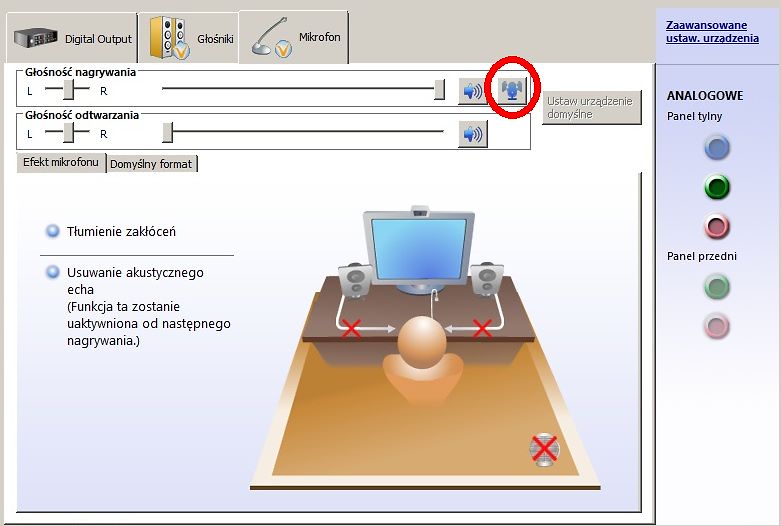 Digital Output
Głośniki
Mikrofon
Zaawansowane
ustaw. urządzenia
Głośność nagrywania
L
R
Ustaw urządzenie
domyślne
Głośność odtwarzania
L
R
Efekt mikrofonu
Domyślny format
Tłumienie zakłóceń
Usuwanie akustycznego
echa
(Funkcja ta zostanie
uaktywniona od następnego
nagrywania.)
ANALOGOWE
Panel tylny
Panel przedni